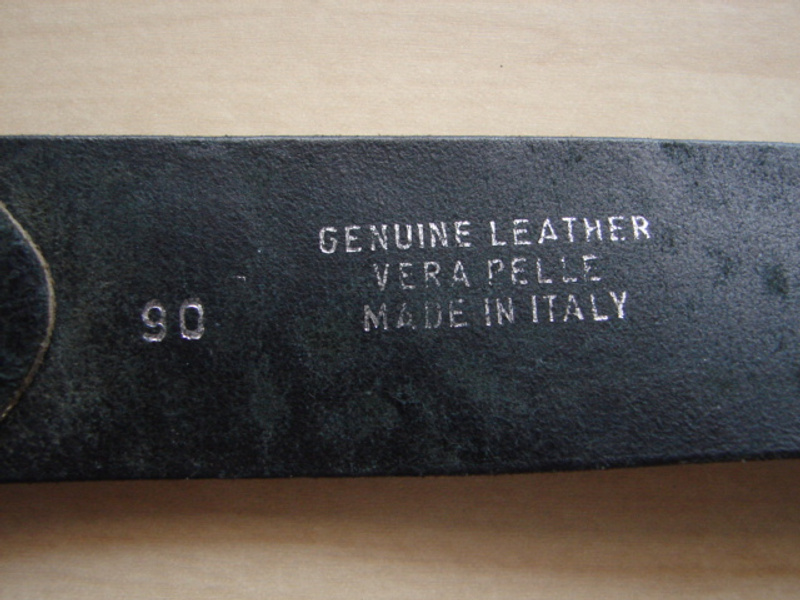 GENUINE LEATHER
VERA PELLE
MADE IN ITALY
90